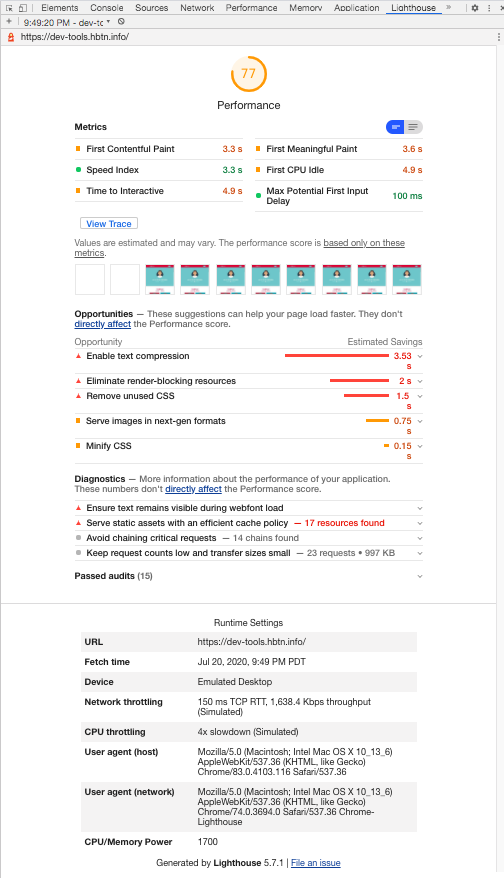 Elements Console Sources Network Performance Memory Application Lighthouse »
+ 9:49:20 PM - dev-tc
https://dev-tools.hbtn.info/
77
Performance
Metrics
First Contentful Paint 3.3 s
First Meaningful Paint 3.6 s
Speed Index 3.3 s
First CPU Idle 4.9 s
Time to Interactive 4.9 s
Max Potential First Input
Delay 100 ms
View Trace
Values are estimated and may vary. The performance score is based only on these
metrics.
Opportunities — These suggestions can help your page load faster. They don't
directly affect the Performance score.
Opportunity Estimated Savings
Enable text compression 3.53
s
Eliminate render-blocking resources 2 s
Remove unused CSS 1.5
s
Serve images in next-gen formats 0.75
s
Minify CSS 0.15
s
Diagnostics — More information about the performance of your application.
These numbers don't directly affect the Performance score.
Ensure text remains visible during webfont load
Serve static assets with an efficient cache policy — 17 resources found
Avoid chaining critical requests — 14 chains found
Keep request counts low and transfer sizes small — 23 requests • 997 KB
Passed audits (15)
Runtime Settings
URL https://dev-tools.hbtn.info/
Fetch time Jul 20, 2020, 9:49 PM PDT
Device Emulated Desktop
Network throttling 150 ms TCP RTT, 1,638.4 Kbps throughput
(Simulated)
CPU throttling 4x slowdown (Simulated)
User agent (host) Mozilla/5.0 (Macintosh; Intel Mac OS X 10_13_6)
AppleWebKit/537.36 (KHTML, like Gecko)
Chrome/83.0.4103.116 Safari/537.36
User agent (network) Mozilla/5.0 (Macintosh; Intel Mac OS X 10_13_6)
AppleWebKit/537.36 (KHTML, like Gecko)
Chrome/74.0.3694.0 Safari/537.36 Chrome-
Lighthouse
CPU/Memory Power 1700
Generated by Lighthouse 5.7.1 | File an issue